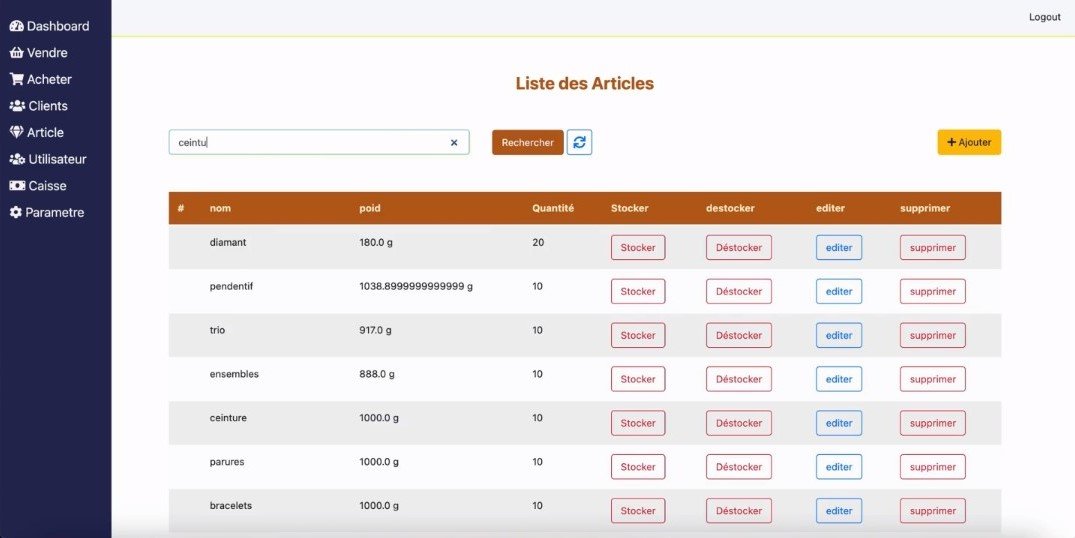 Logout
Dashboard
Vendre
Acheter
Clients
Article
Utilisateur
Caisse
Parametre
Liste des Articles
ceintu
Rechercher
+ Ajouter
# nom poid Quantité Stocker destocker editer supprimer
diamant 180.0 g 20 Stocker Déstocker editer supprimer
pendentif 1038.8999999999999 g 10 Stocker Déstocker editer supprimer
trio 917.0 g 10 Stocker Déstocker editer supprimer
ensembles 888.0 g 10 Stocker Déstocker editer supprimer
ceinture 1000.0 g 10 Stocker Déstocker editer supprimer
parures 1000.0 g 10 Stocker Déstocker editer supprimer
bracelets 1000.0 g 10 Stocker Déstocker editer supprimer